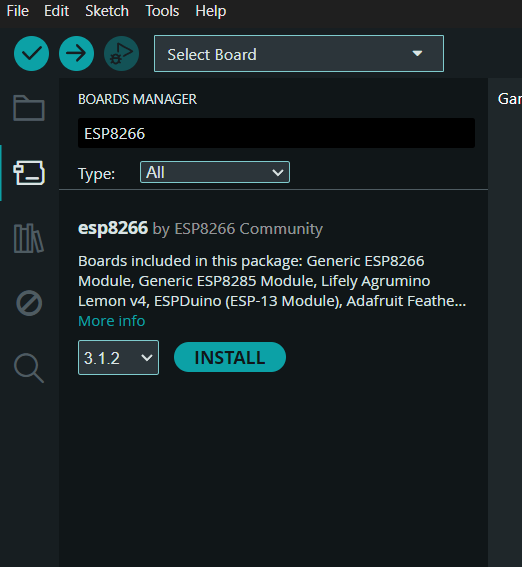 File Edit Sketch Tools Help
Select Board
BOARDS MANAGER
ESP8266
Type: All
esp8266 by ESP8266 Community
Boards included in this package: Generic ESP8266
Module, Generic ESP8285 Module, Lifely Agrumino
Lemon v4, ESPDuino (ESP-13 Module), Adafruit Feathe...
More info
3.1.2 INSTALL